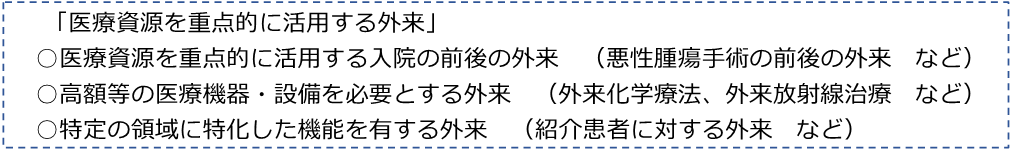 「医療資源を重点的に活用する外来」
○医療資源を重点的に活用する入院の前後の外来　（悪性腫瘍手術の前後の外来　など）
○高額等の医療機器・設備を必要とする外来　（外来化学療法、外来放射線治療　など）
○特定の領域に特化した機能を有する外来　（紹介患者に対する外来　など）